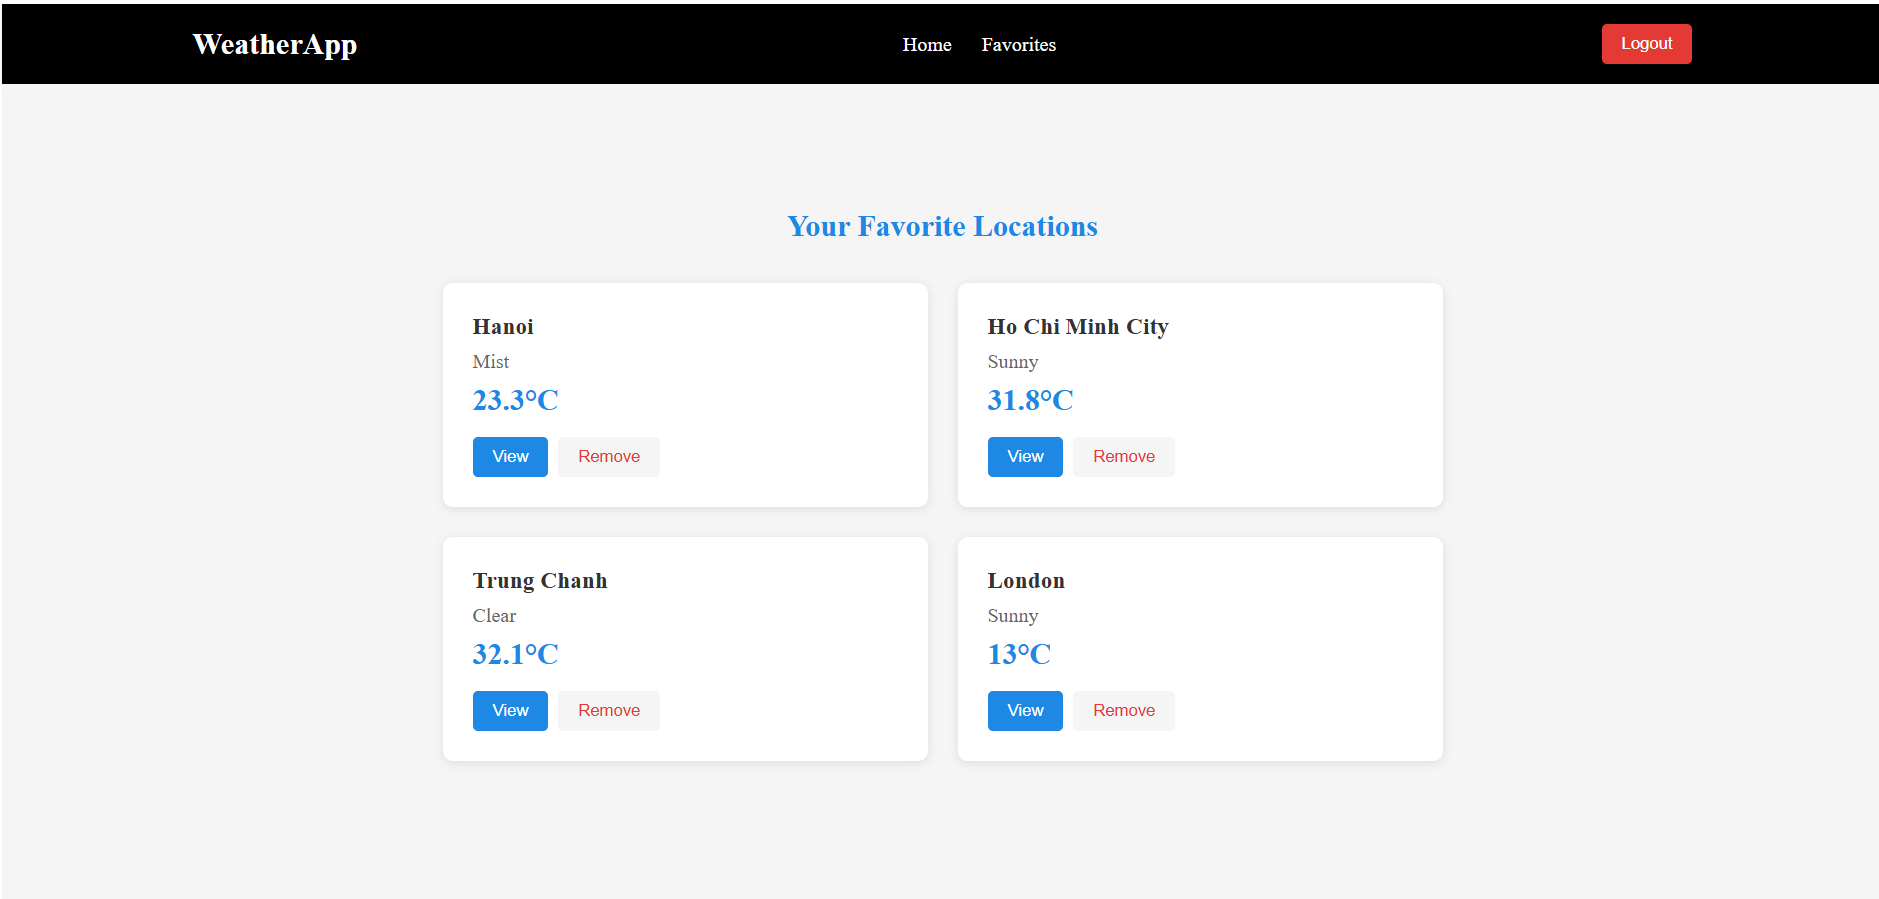 WeatherApp
Home Favorites
Logout
Your Favorite Locations
Hanoi
Mist
23.3°C
View Remove
Ho Chi Minh City
Sunny
31.8°C
View Remove
Trung Chanh
Clear
32.1°C
View Remove
London
Sunny
13°C
View Remove